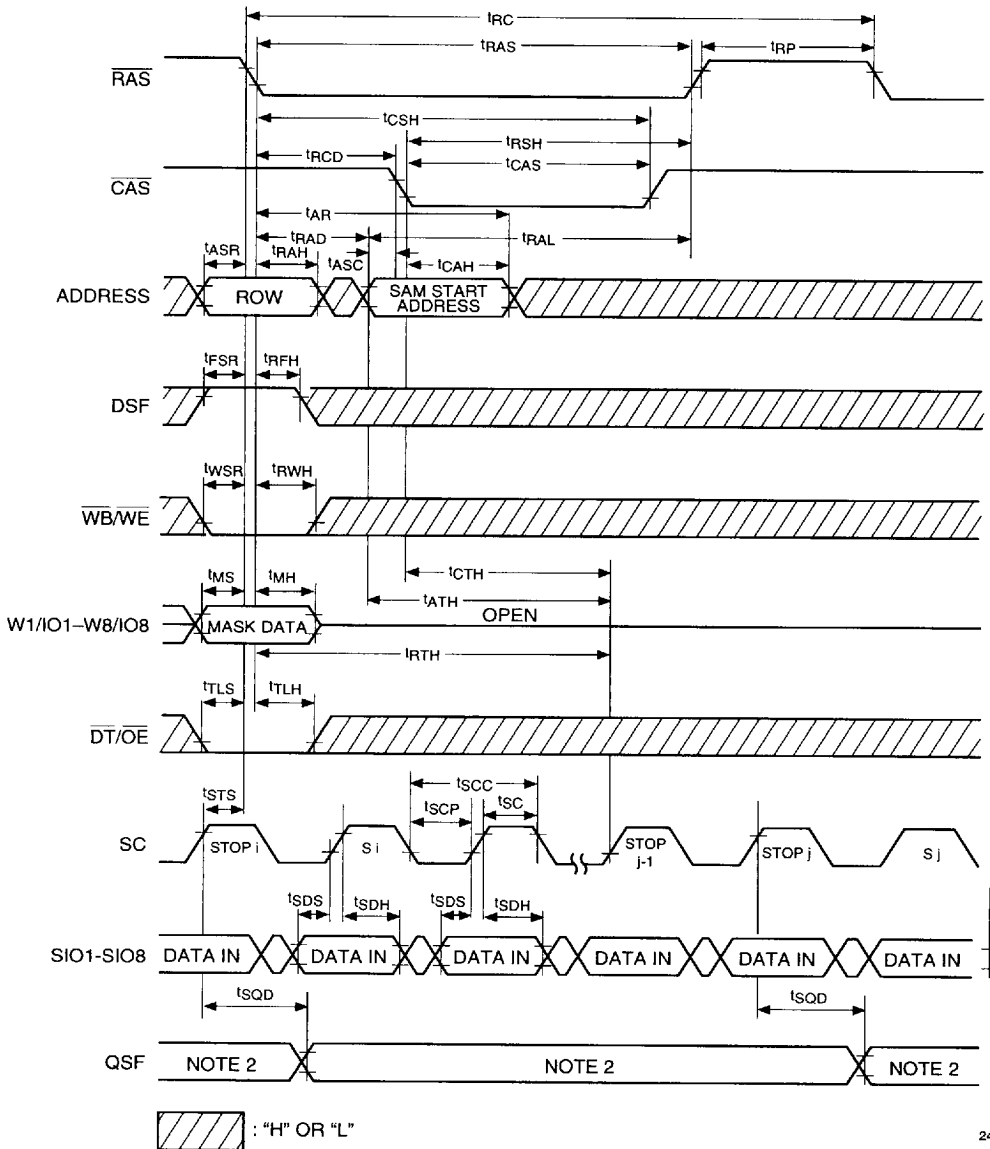 tRC
tRAS
tRP
RAS
tCSH
tRSH
tRCD
tCAS
CAS
tAR
tRAD
tRAL
tASR
tRAH
tASC
tCAH
ADDRESS
ROW
SAM START
ADDRESS
tFSR
tRFH
DSF
tWSR
tRWH
WB/WE
tCTH
tMS
tMH
tATH
OPEN
W1/IO1–W8/IO8
MASK DATA
tRTH
tTLS
tTLH
DT/OE
tSCC
tSTS
tSCP
tSC
SC
STOP i
S i
STOP
j-1
STOP j
S j
tSDS
tSDH
tSDS
tSDH
SIO1-SIO8
DATA IN
DATA IN
DATA IN
DATA IN
DATA IN
DATA IN
tSQD
tSQD
QSF
NOTE 2
NOTE 2
NOTE 2
: “H” OR “L”
24